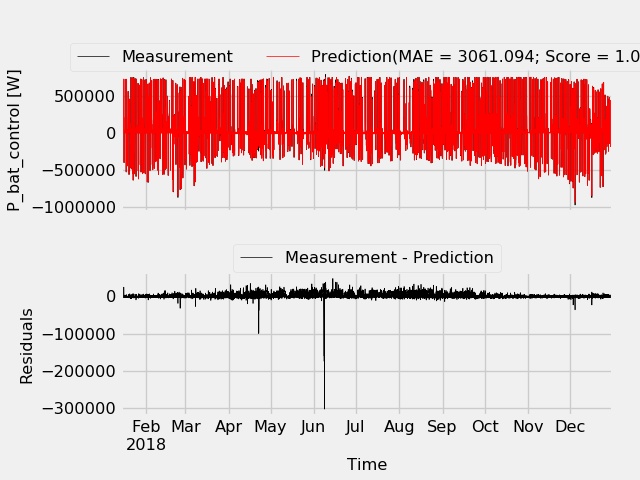 Measurement Prediction(MAE = 3061.094; Score = 1.0
P_bat_control [W]
500000
0
−500000
−1000000
Measurement - Prediction
Residuals
0
−100000
−200000
−300000
Feb Mar Apr May Jun Jul Aug Sep Oct Nov Dec
2018
Time